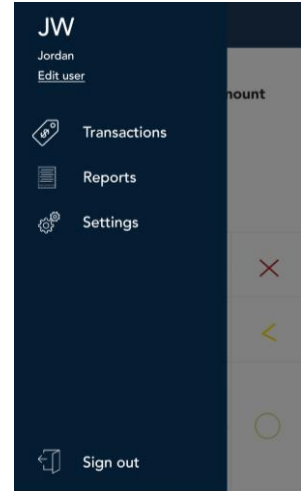 JW
Jordan
Edit user
nount
Transactions
Reports
Settings
Sign out